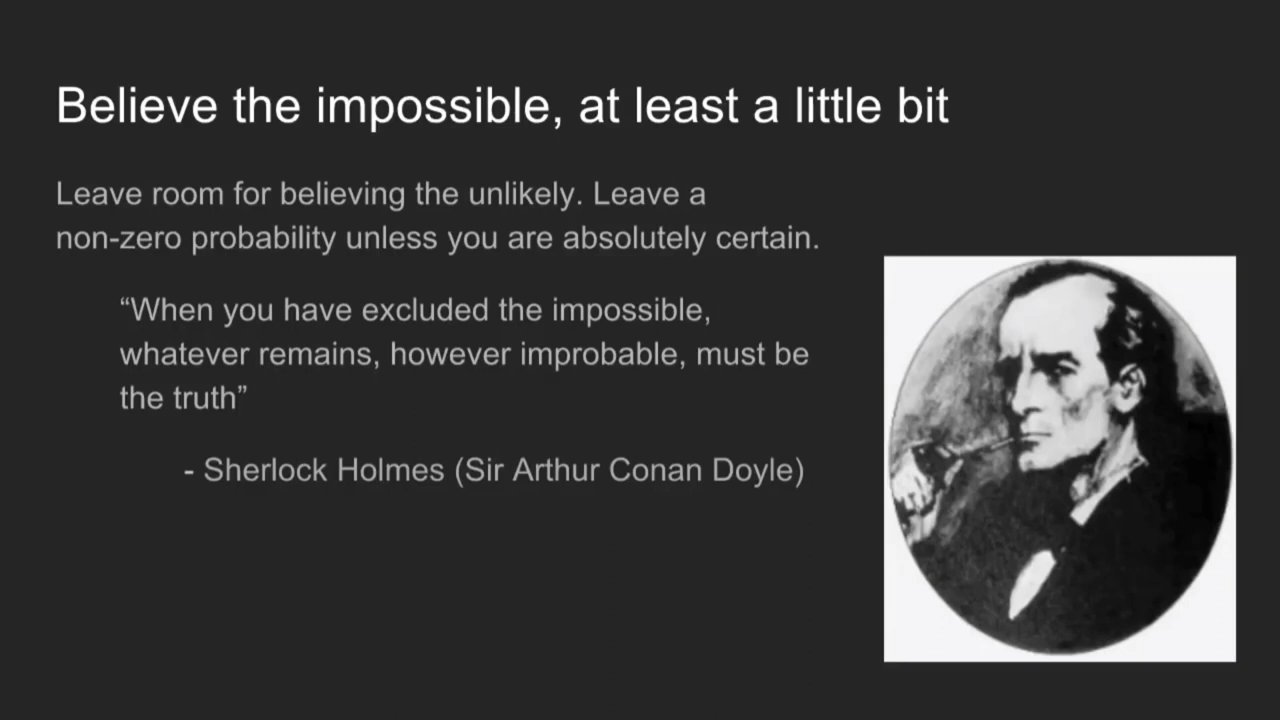 Believe the impossible, at least a little bit
Leave room for believing the unlikely. Leave a
non-zero probability unless you are absolutely certain.
“When you have excluded the impossible,
whatever remains, however improbable, must be
the truth”
- Sherlock Holmes (Sir Arthur Conan Doyle)